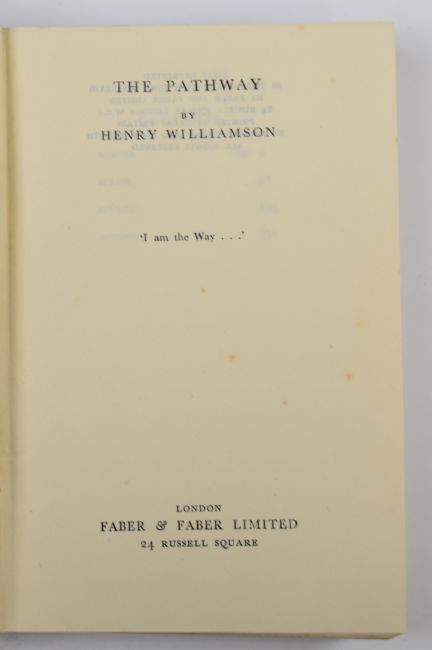 THE PATHWAY
BY
HENRY WILLIAMSON
'I am the Way . . .'
LONDON
FABER & FABER LIMITED
24 RUSSELL SQUARE